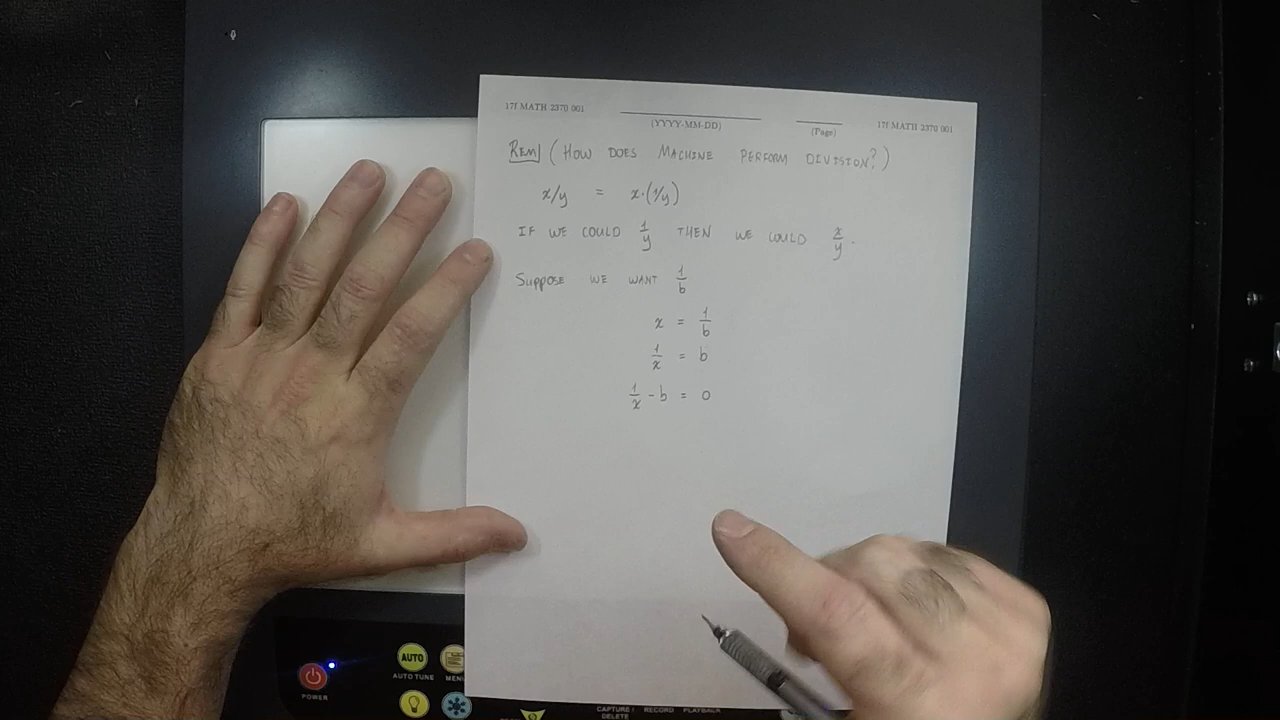 17f MATH 2370 001
(YYYY-MM-DD)
(Page)
17f MATH 2370 001
REM (HOW DOES MACHINE PERFORM DIVISION?)
x/y = x·(1/y)
IF WE COULD 1/y THEN WE COULD x/y.
SUPPOSE WE WANT 1/b
x = 1/b
1/x = b
1/x - b = 0
AUTO
AUTO TUNE
MENU
POWER
CAPTURE /
DELETE
RECORD
PLAYBACK